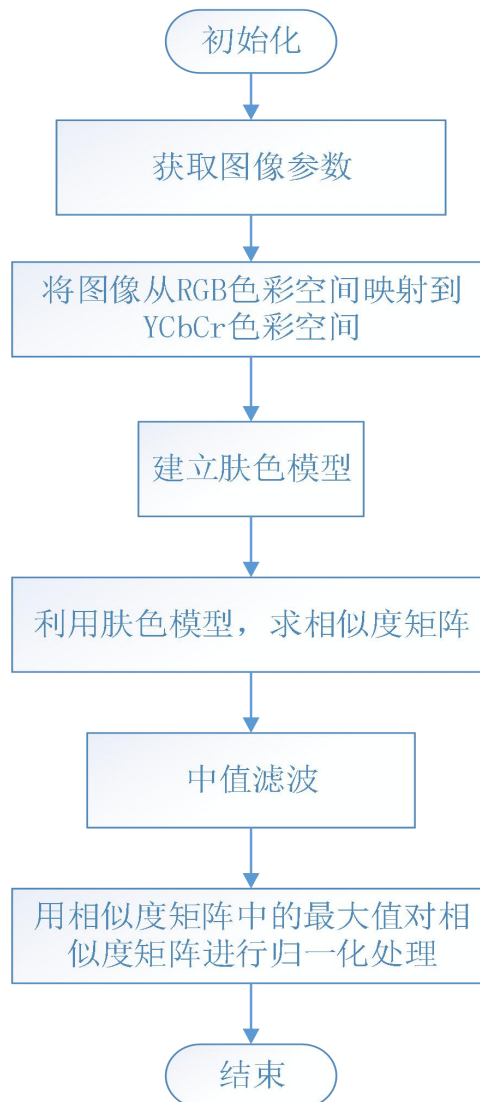 初始化
获取图像参数
将图像从RGB色彩空间映射到
YCbCr色彩空间
建立肤色模型
利用肤色模型，求相似度矩阵
中值滤波
用相似度矩阵中的最大值对相
似度矩阵进行归一化处理
结束